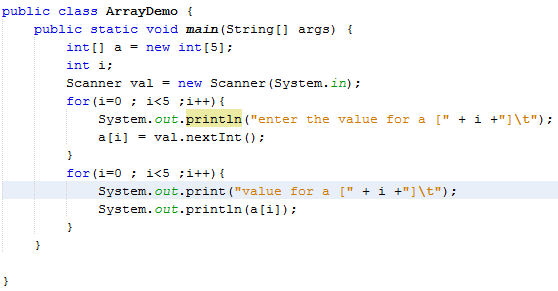 public class ArrayDemo {
public static void main(String[] args) {
int[] a = new int[5];
int i;
Scanner val = new Scanner(System.in);
for(i=0 ; i<5 ;i++){
System.out.println("enter the value for a [" + i +"]\t");
a[i] = val.nextInt();
}
for(i=0 ; i<5 ;i++){
System.out.print("value for a [" + i +"]\t");
System.out.println(a[i]);
}
}
}